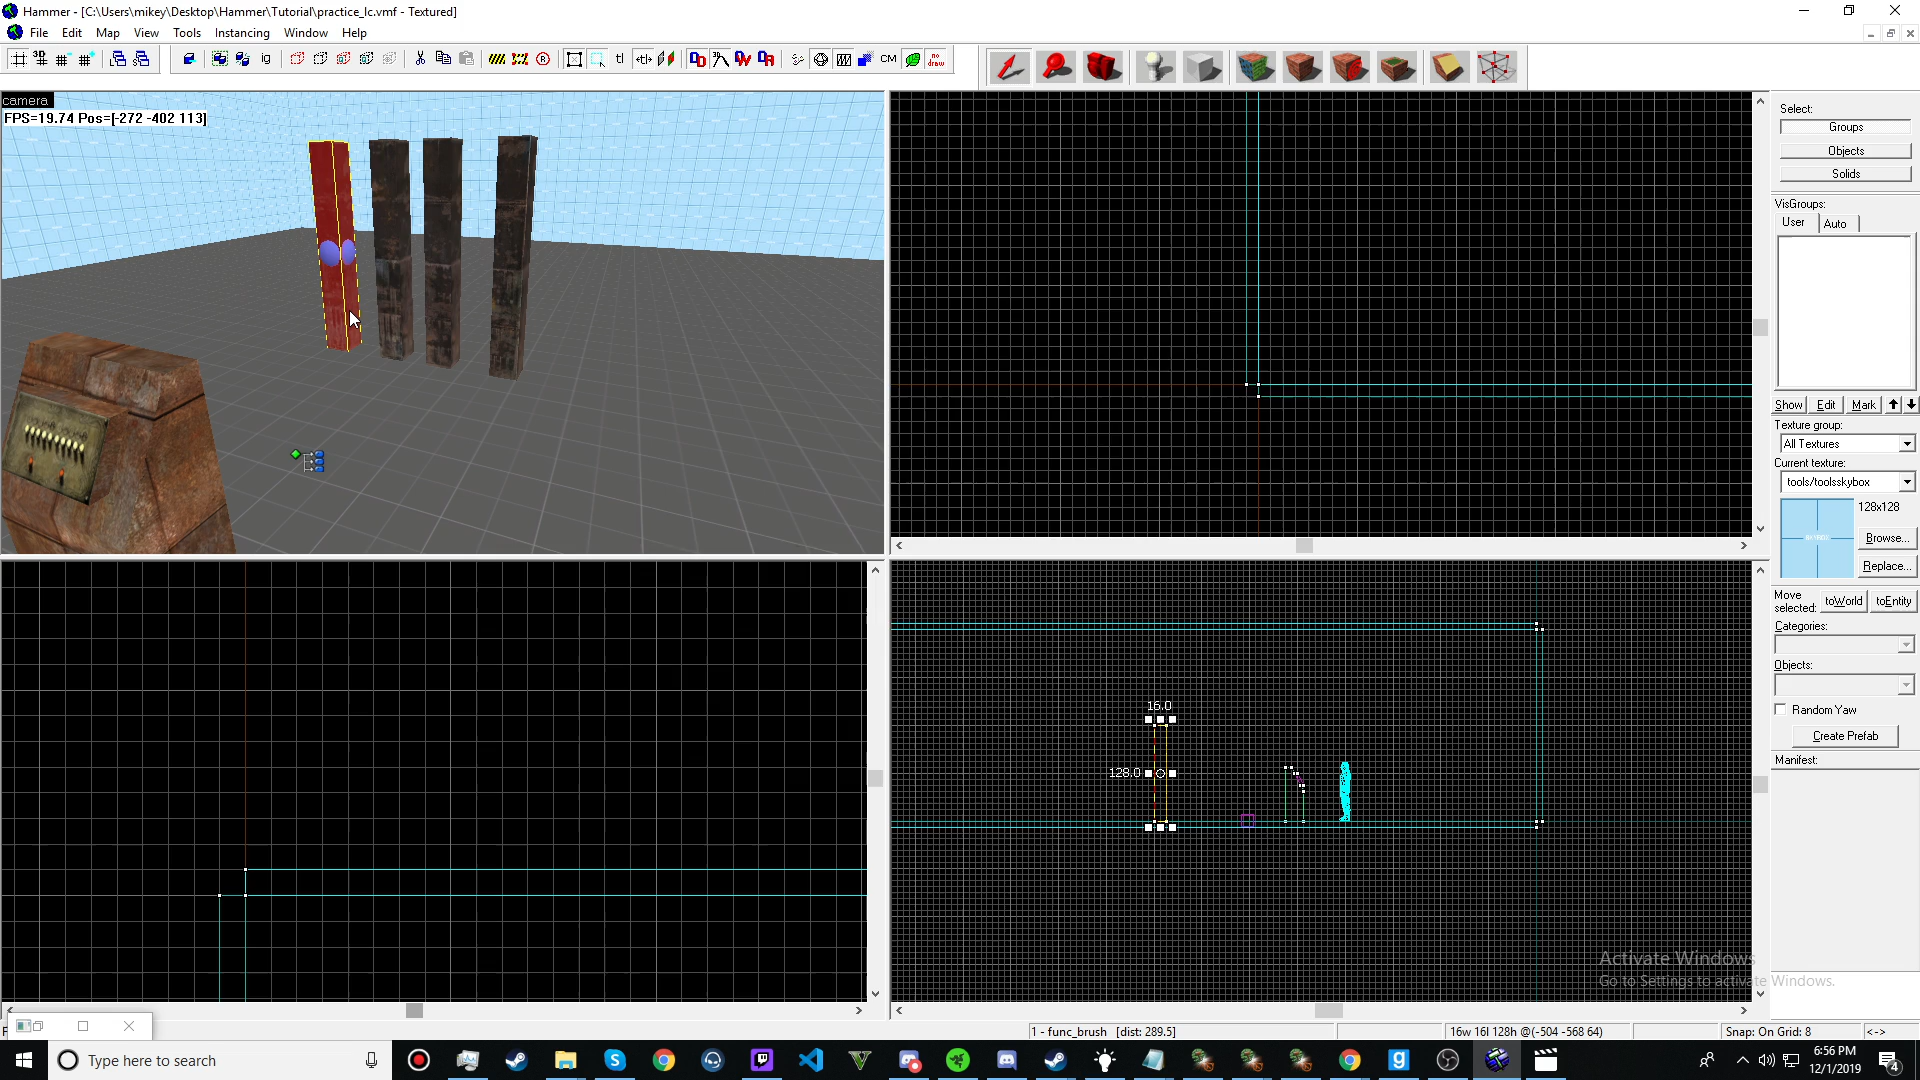 Hammer - [C:\Users\mikey\Desktop\Hammer\Tutorial\practice_lc.vmf - Textured]
File Edit Map View Tools Instancing Window Help
camera
FPS=19.74 Pos=[-272 -402 113]
Select:
Groups
Objects
Solids
VisGroups:
User Auto
Show Edit Mark
Texture group:
All Textures
Current texture:
tools/toolsskybox
128x128
Browse...
Replace...
Move selected: toWorld toEntity
Categories:
Objects:
Random Yaw
Create Prefab
Manifest:
16.0
128.0
Activate Windows
Go to Settings to activate Windows.
1 - func_brush [dist: 289.5]
16w 16l 128h @(-504 -568 64)
Snap: On Grid: 8
<->
Type here to search
6:56 PM
12/1/2019
4